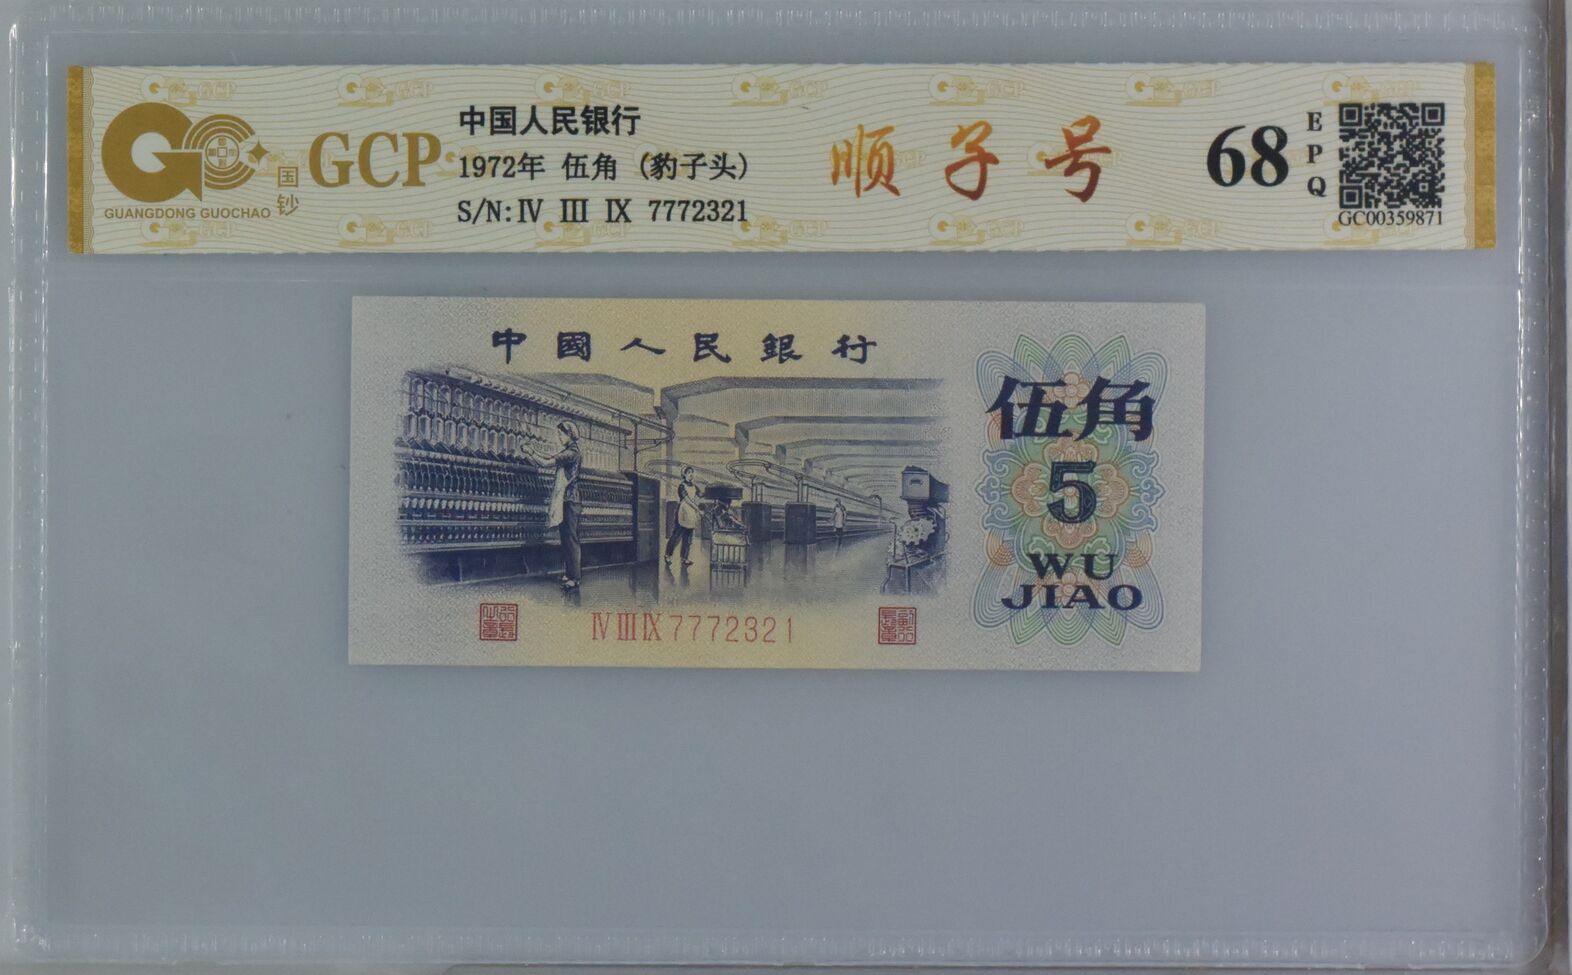 GCP
GUANGDONG GUOCHAO
国钞
中国人民银行
1972年 伍角 (豹子头)
S/N: Ⅳ Ⅲ Ⅸ 7772321
顺子号
68
EPQ
GC00359871
中國人民銀行
伍角
5
WU
JIAO
Ⅳ Ⅲ Ⅸ 7772321